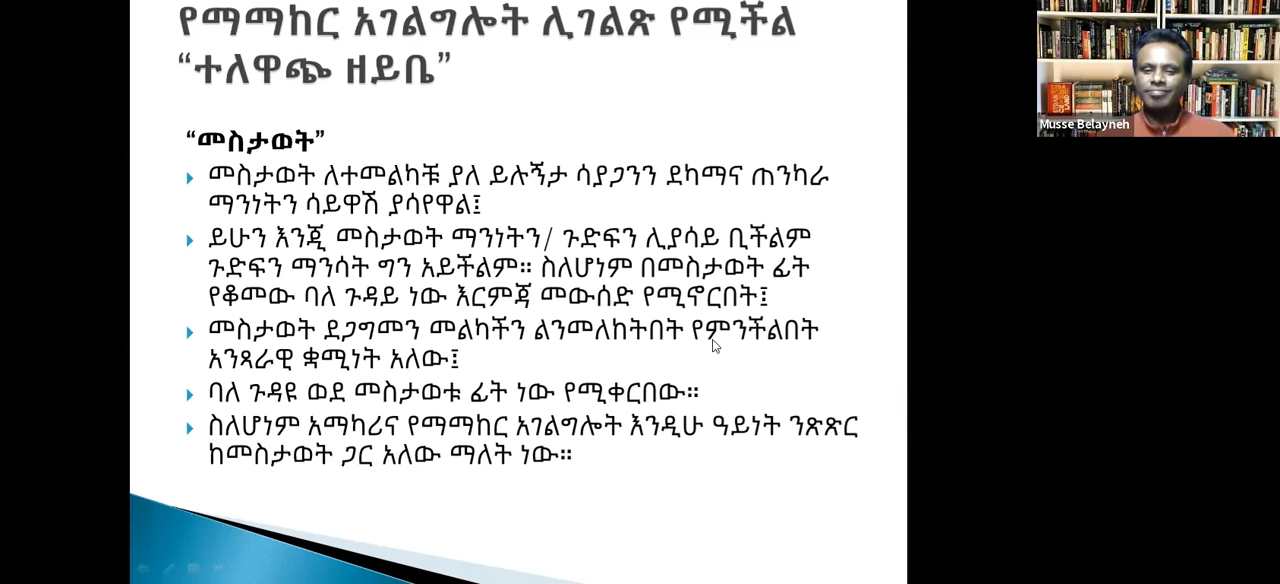 የማማከር አገልግሎት ሊገልጽ የሚችል
“ተለዋጭ ዘይቤ”
“መስታወት”
መስታወት ለተመልካቹ ያለ ይሉኝታ ሳያጋንን ደካማና ጠንካራ
ማንነትን ሳይዋሽ ያሳየዋል፤
ይሁን እንጂ መስታወት ማንነትን/ ጉድፍን ሊያሳይ ቢችልም
ጉድፍን ማንሳት ግን አይችልም። ስለሆነም በመስታወት ፊት
የቆመው ባለ ጉዳይ ነው እርምጃ መውሰድ የሚኖርበት፤
መስታወት ደጋግመን መልካችን ልንመለከትበት የምንችልበት
አንጻራዊ ቋሚነት አለው፤
ባለ ጉዳዩ ወደ መስታወቱ ፊት ነው የሚቀርበው።
ስለሆነም አማካሪና የማማከር አገልግሎት እንዲሁ ዓይነት ንጽጽር
ከመስታወት ጋር አለው ማለት ነው።
Musse Belayneh